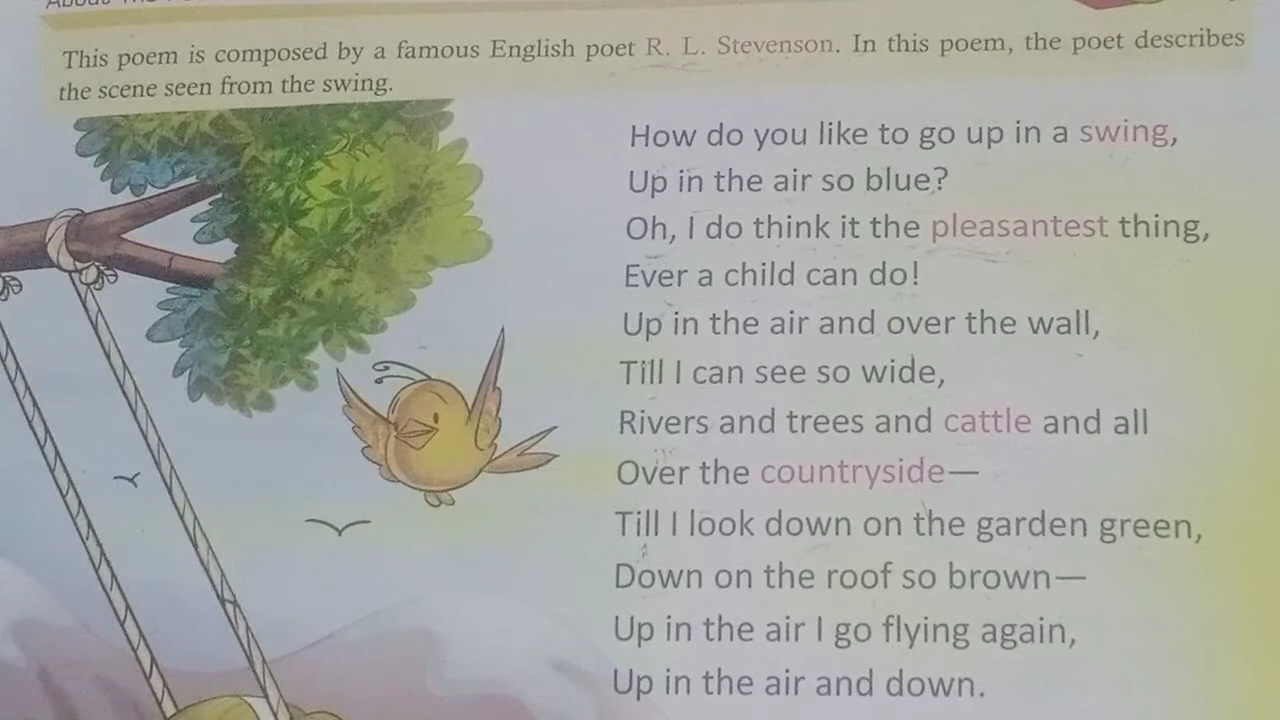 This poem is composed by a famous English poet R. L. Stevenson. In this poem, the poet describes
the scene seen from the swing.
How do you like to go up in a swing,
Up in the air so blue?
Oh, I do think it the pleasantest thing,
Ever a child can do!
Up in the air and over the wall,
Till I can see so wide,
Rivers and trees and cattle and all
Over the countryside—
Till I look down on the garden green,
Down on the roof so brown—
Up in the air I go flying again,
Up in the air and down.